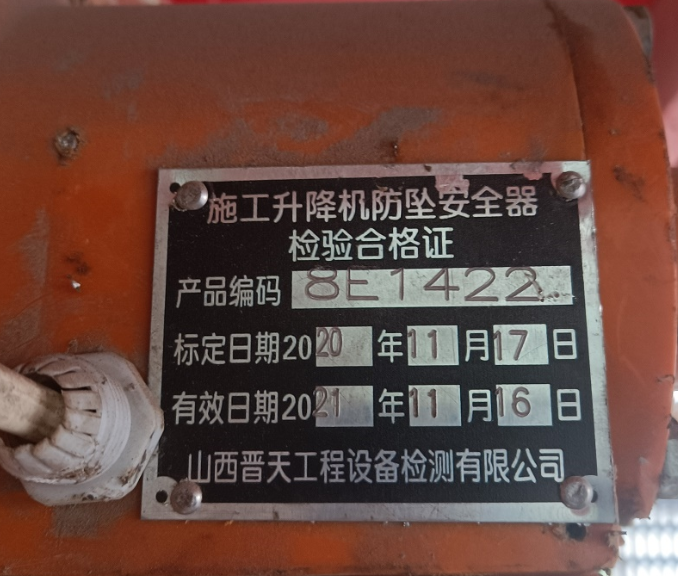 施工升降机防坠安全器
检验合格证
产品编码 8E1422
标定日期2020年11月17日
有效日期2021年11月16日
山西晋天工程设备检测有限公司